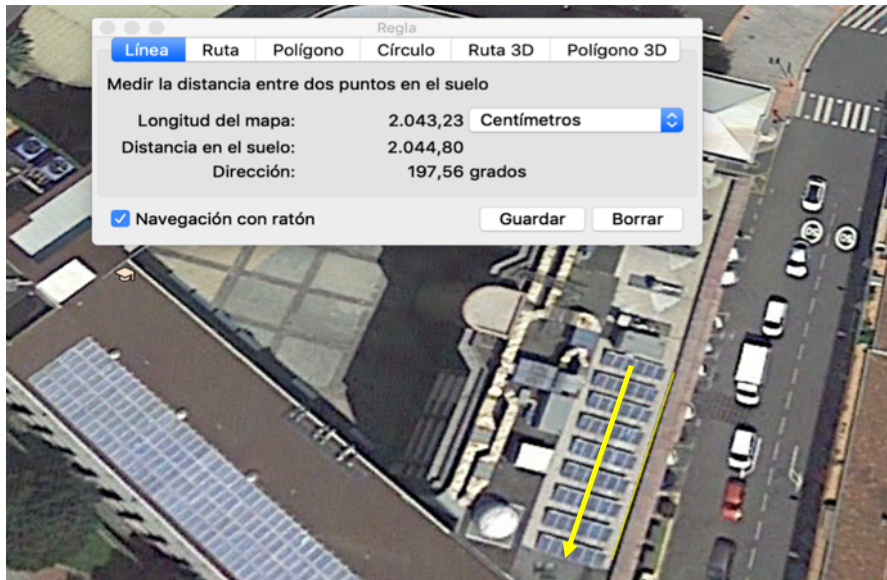 Regla
Línea Ruta Polígono Círculo Ruta 3D Polígono 3D
Medir la distancia entre dos puntos en el suelo
Longitud del mapa: 2.043,23 Centímetros
Distancia en el suelo: 2.044,80
Dirección: 197,56 grados
Navegación con ratón Guardar Borrar